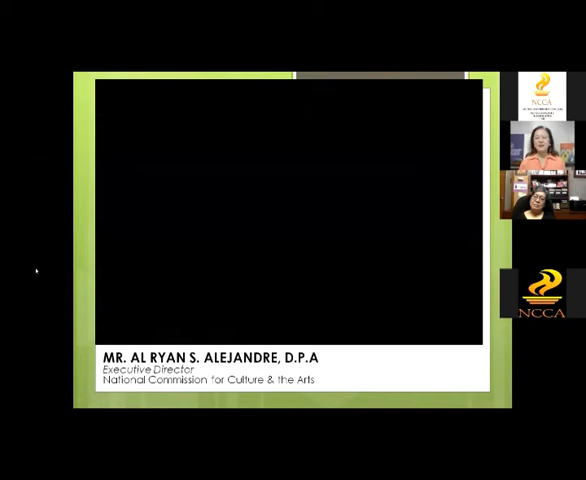 MR. AL RYAN S. ALEJANDRE, D.P.A
Executive Director
National Commission for Culture & the Arts
NCCA
NCCA